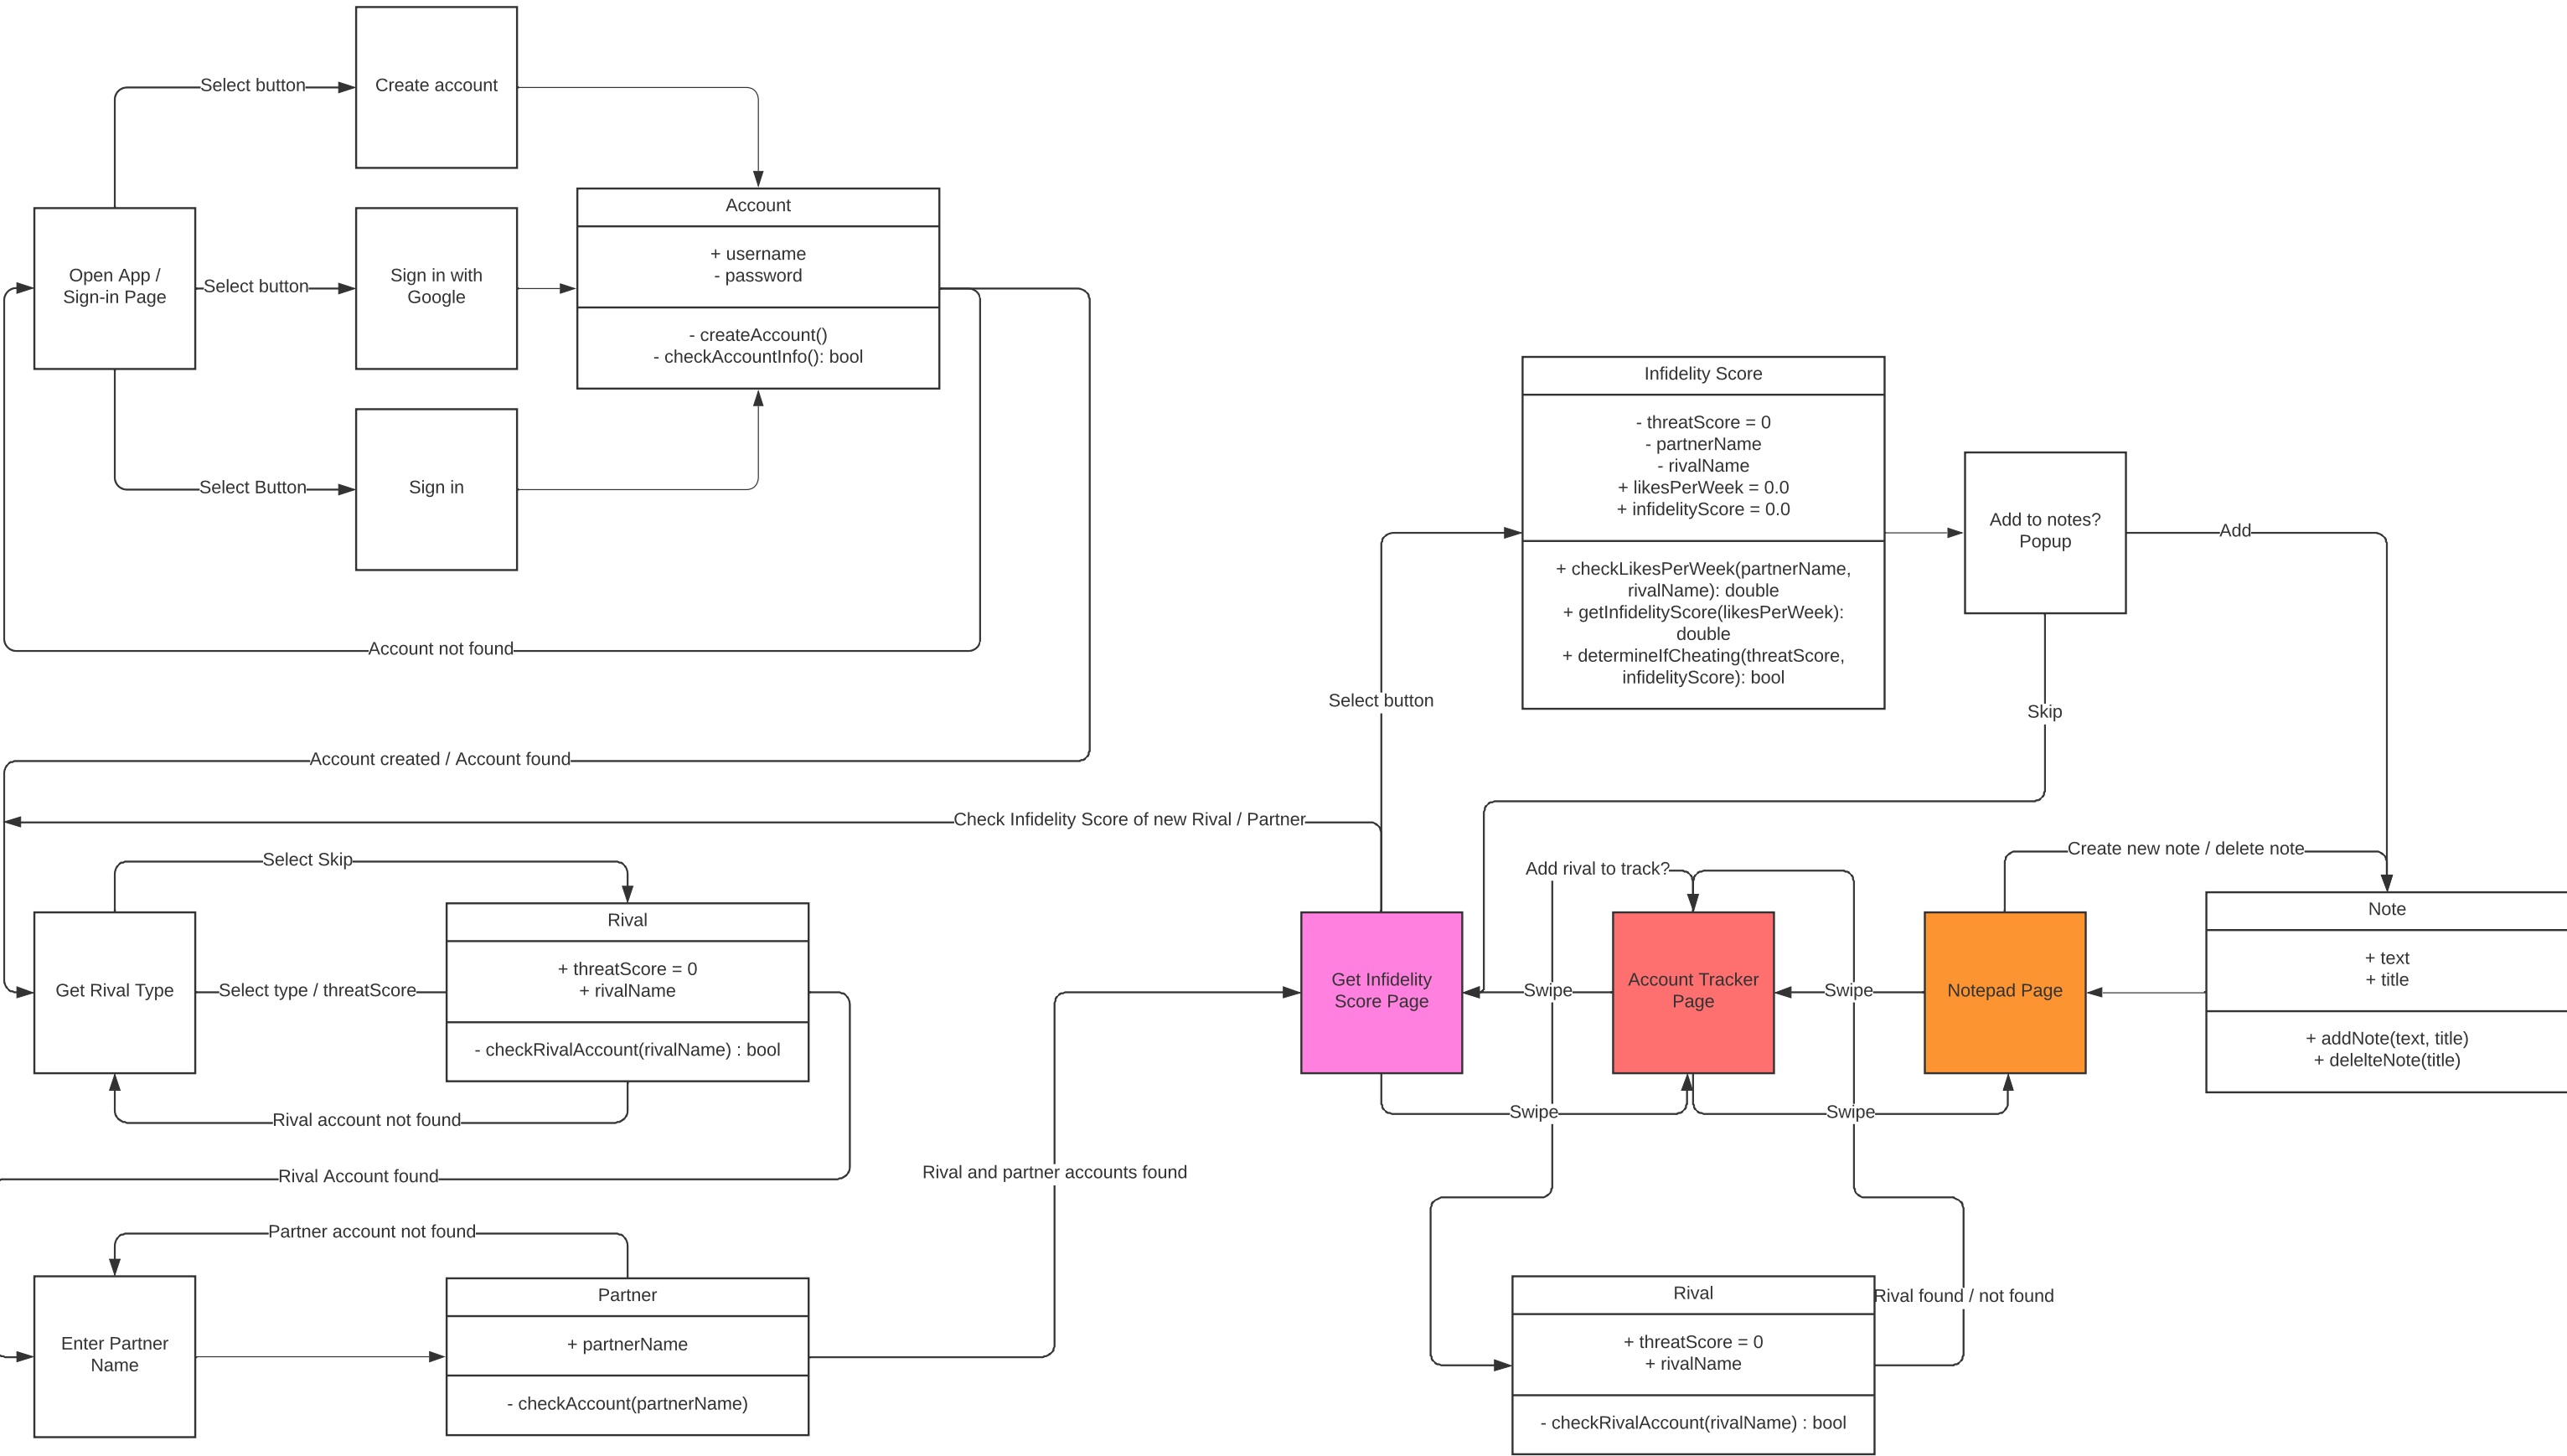 Select button
Create account
Account
+ username
- password
- createAccount()
- checkAccountInfo(): bool
Open App /
Sign-in Page
Select button
Sign in with
Google
Select Button
Sign in
Account not found
Account created / Account found
Infidelity Score
- threatScore = 0
- partnerName
- rivalName
+ likesPerWeek = 0.0
+ infidelityScore = 0.0
+ checkLikesPerWeek(partnerName,
rivalName): double
+ getInfidelityScore(likesPerWeek):
double
+ determineIfCheating(threatScore,
infidelityScore): bool
Add to notes?
Popup
Add
Select button
Skip
Check Infidelity Score of new Rival / Partner
Select Skip
Get Rival Type
Select type / threatScore
Rival
+ threatScore = 0
+ rivalName
- checkRivalAccount(rivalName) : bool
Rival account not found
Rival Account found
Rival and partner accounts found
Partner account not found
Enter Partner
Name
Partner
+ partnerName
- checkAccount(partnerName)
Add rival to track?
Create new note / delete note
Get Infidelity
Score Page
Swipe
Account Tracker
Page
Swipe
Notepad Page
Note
+ text
+ title
+ addNote(text, title)
+ delelteNote(title)
Swipe
Swipe
Rival
+ threatScore = 0
+ rivalName
- checkRivalAccount(rivalName) : bool
Rival found / not found